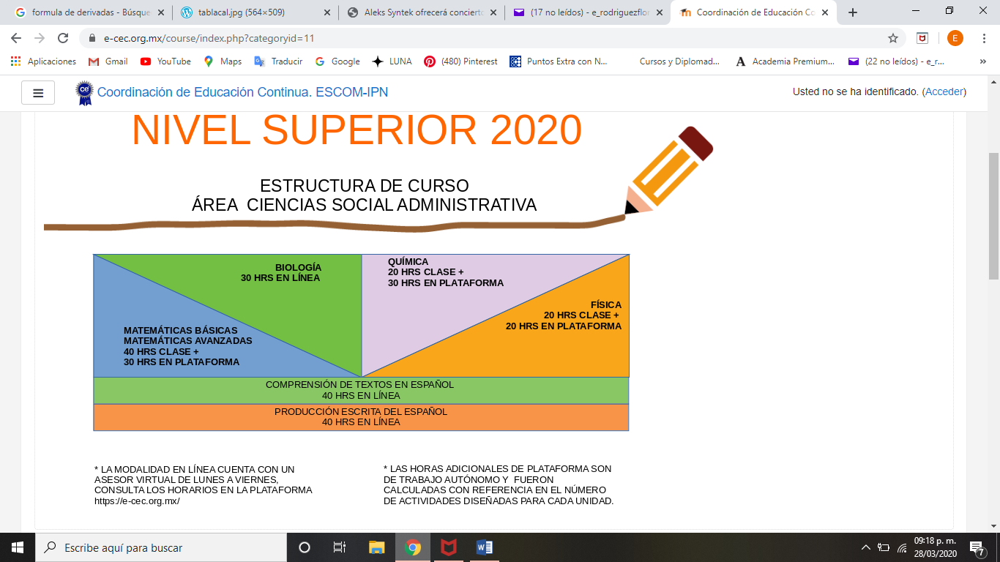 formula de derivadas - Búsque
tablacal.jpg (564×509)
Aleks Syntek ofrecerá concierto
(17 no leídos) - e_rodriguezflor
Coordinación de Educación Co
e-cec.org.mx/course/index.php?categoryid=11
E
Aplicaciones
Gmail
YouTube
Maps
Traducir
Google
LUNA
(480) Pinterest
Puntos Extra con N...
Cursos y Diplomad...
Academia Premium...
(22 no leídos) - e_r...
Coordinación de Educación Continua. ESCOM-IPN
Usted no se ha identificado. (Acceder)
NIVEL SUPERIOR 2020
ESTRUCTURA DE CURSO
ÁREA CIENCIAS SOCIAL ADMINISTRATIVA
BIOLOGÍA
30 HRS EN LÍNEA
QUÍMICA
20 HRS CLASE +
30 HRS EN PLATAFORMA
FÍSICA
20 HRS CLASE +
20 HRS EN PLATAFORMA
MATEMÁTICAS BÁSICAS
MATEMÁTICAS AVANZADAS
40 HRS CLASE +
30 HRS EN PLATAFORMA
COMPRENSIÓN DE TEXTOS EN ESPAÑOL
40 HRS EN LÍNEA
PRODUCCIÓN ESCRITA DEL ESPAÑOL
40 HRS EN LÍNEA
* LA MODALIDAD EN LÍNEA CUENTA CON UN
ASESOR VIRTUAL DE LUNES A VIERNES,
CONSULTA LOS HORARIOS EN LA PLATAFORMA
https://e-cec.org.mx/
* LAS HORAS ADICIONALES DE PLATAFORMA SON
DE TRABAJO AUTÓNOMO Y FUERON
CALCULADAS CON REFERENCIA EN EL NÚMERO
DE ACTIVIDADES DISEÑADAS PARA CADA UNIDAD.
Escribe aquí para buscar
09:18 p. m.
28/03/2020
7